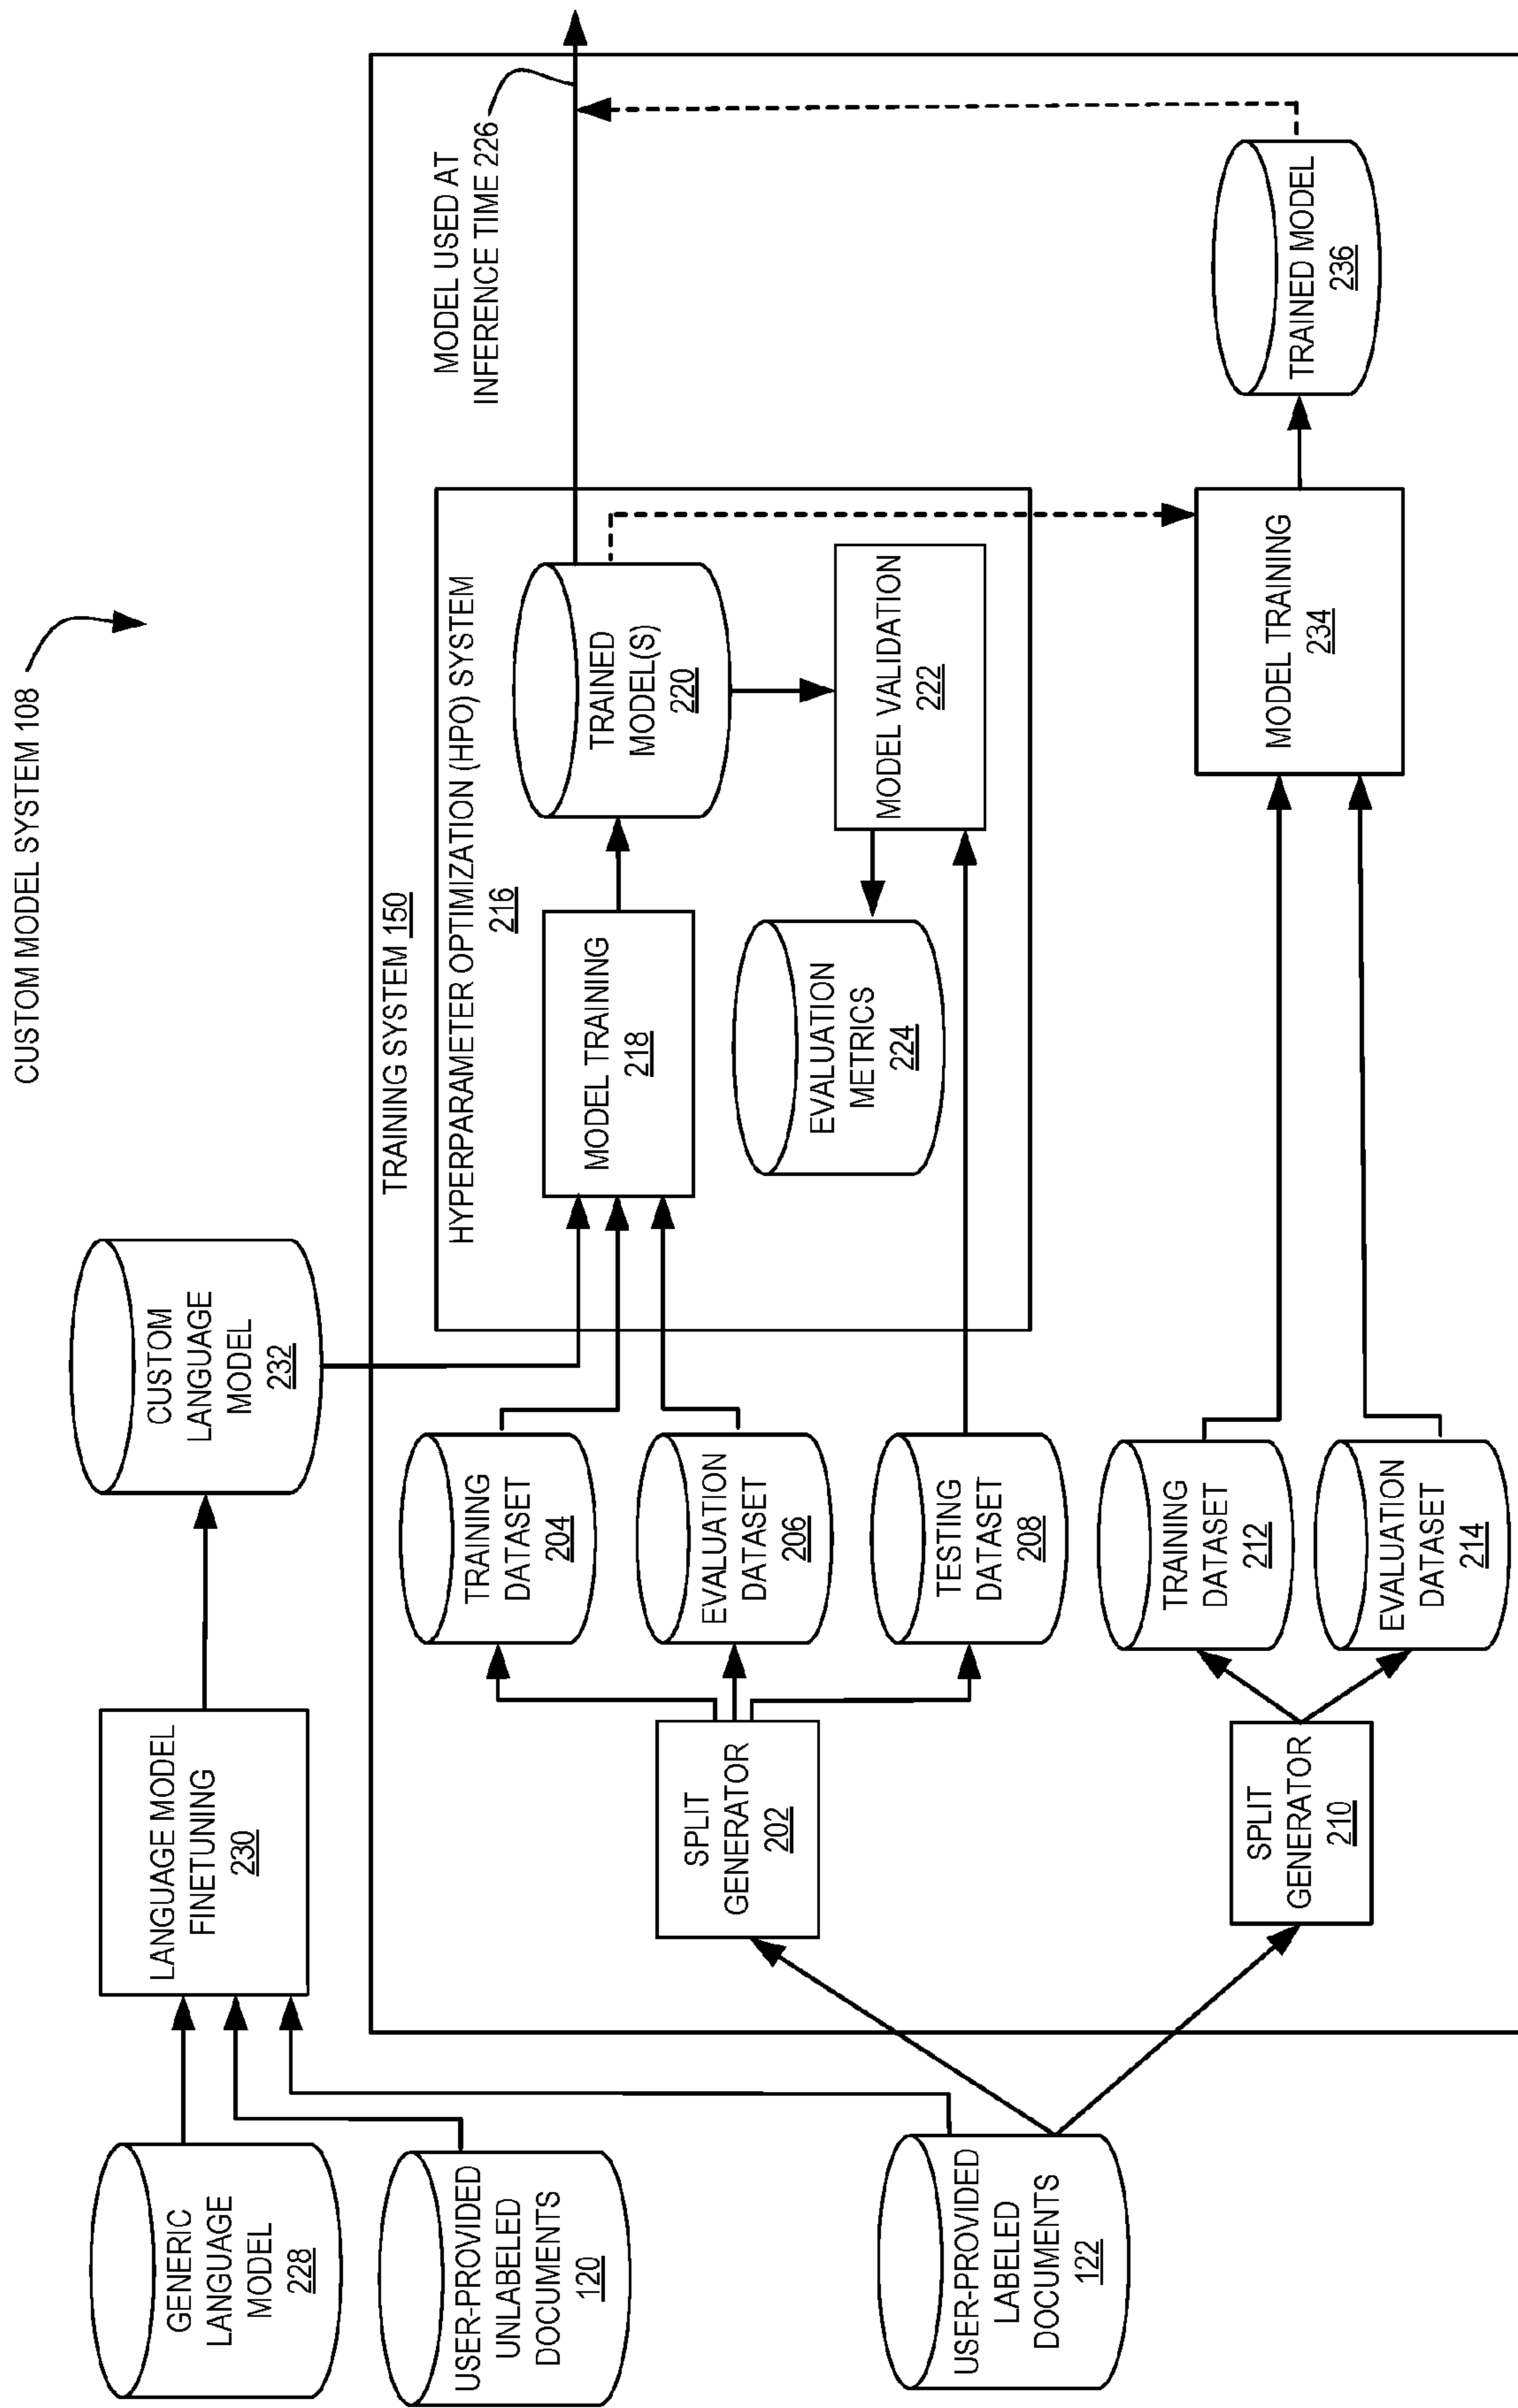 CUSTOM MODEL SYSTEM 108
GENERIC
LANGUAGE
MODEL
228
LANGUAGE MODEL
FINETUNING
230
CUSTOM
LANGUAGE
MODEL
232
USER-PROVIDED
UNLABELED
DOCUMENTS
120
USER-PROVIDED
LABELED
DOCUMENTS
122
TRAINING SYSTEM 150
SPLIT
GENERATOR
202
TRAINING
DATASET
204
EVALUATION
DATASET
206
TESTING
DATASET
208
HYPERPARAMETER OPTIMIZATION (HPO) SYSTEM
216
MODEL TRAINING
218
TRAINED
MODEL(S)
220
EVALUATION
METRICS
224
MODEL VALIDATION
222
MODEL USED AT
INFERENCE TIME 226
SPLIT
GENERATOR
210
TRAINING
DATASET
212
EVALUATION
DATASET
214
MODEL TRAINING
234
TRAINED MODEL
236